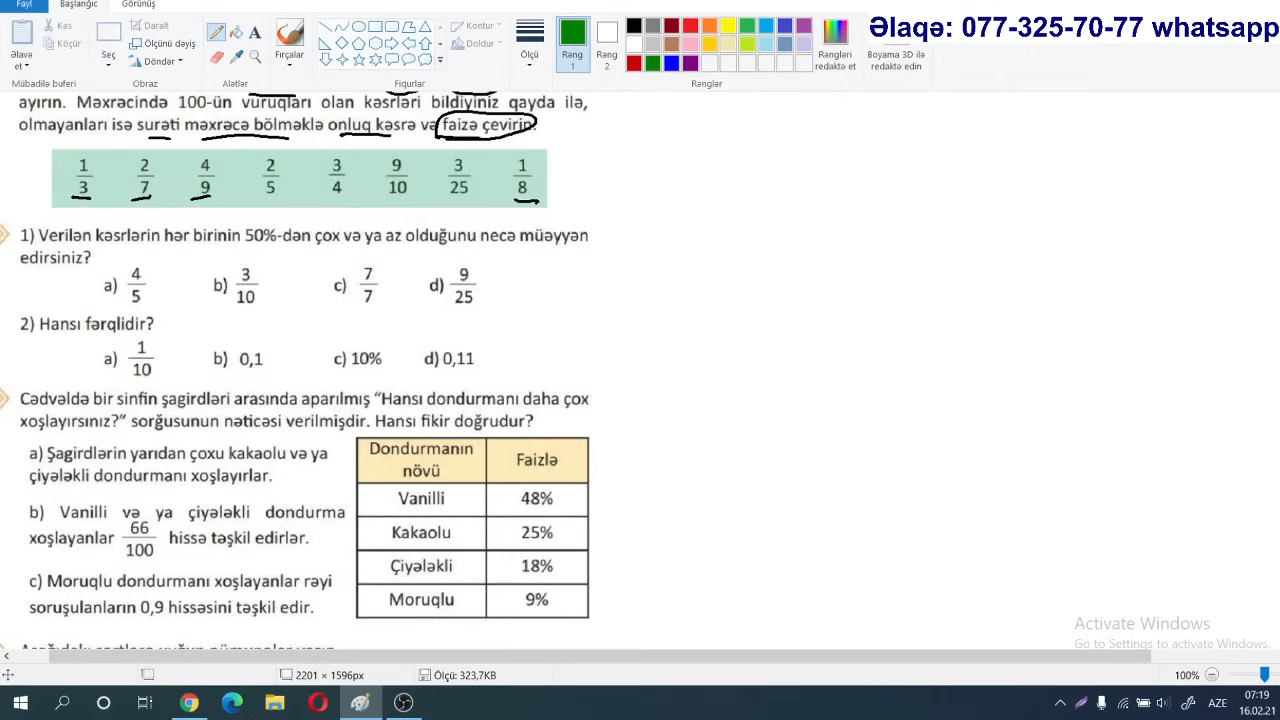 Fayl Başlanğıc Görünüş
Əlaqə: 077-325-70-77 whatsapp
Əlavə et Kəs Köçür
Seç Darat Ölçünü dəyiş Döndər
Fırçalar
Kontur Doldur
Ölçü
Rəng 1
Rəng 2
Rəngləri redaktə et
Boyama 3D ilə redaktə edin
Mübadilə buferi Obraz Alətlər Fiqurlar Rənglər
ayırın. Məxrəcində 100-ün vuruqları olan kəsrləri bildiyiniz qayda ilə,
olmayanları isə surəti məxrəcə bölməklə onluq kəsrə və faizə çevirin.
1/3 2/7 4/9 2/5 3/4 9/10 3/25 1/8
1) Verilən kəsrlərin hər birinin 50%-dən çox və ya az olduğunu necə müəyyən
edirsiniz?
a) 4/5 b) 3/10 c) 7/7 d) 9/25
2) Hansı fərqlidir?
a) 1/10 b) 0,1 c) 10% d) 0,11
Cədvəldə bir sinfin şagirdləri arasında aparılmış “Hansı dondurmanı daha çox
xoşlayırsınız?” sorğusunun nəticəsi verilmişdir. Hansı fikir doğrudur?
a) Şagirdlərin yarıdan çoxu kakaolu və ya
çiyələkli dondurmanı xoşlayırlar.
b) Vanilli və ya çiyələkli dondurma
xoşlayanlar 66/100 hissə təşkil edirlər.
c) Moruqlu dondurmanı xoşlayanlar rəyi
soruşulanların 0,9 hissəsini təşkil edir.
Dondurmanın növü Faizlə
Vanilli 48%
Kakaolu 25%
Çiyələkli 18%
Moruqlu 9%
Activate Windows
Go to Settings to activate Windows.
2201 × 1596px Ölçü: 323,7KB 100%
AZE 07:19
16.02.21